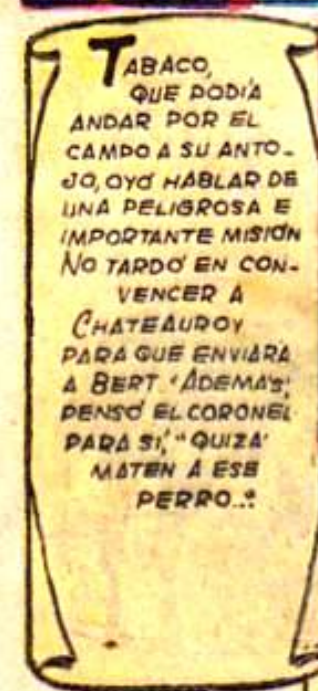 TABACO,
QUE PODÍA
ANDAR POR EL
CAMPO A SU ANTO-
JO, OYÓ HABLAR DE
UNA PELIGROSA E
IMPORTANTE MISIÓN
NO TARDÓ EN CON-
VENCER A
CHATEAUROY
PARA QUE ENVIARA
A BERT. "ADEMÁS",
PENSÓ EL CORONEL
PARA SÍ, "QUIZÁ
MATEN A ESE
PERRO..."